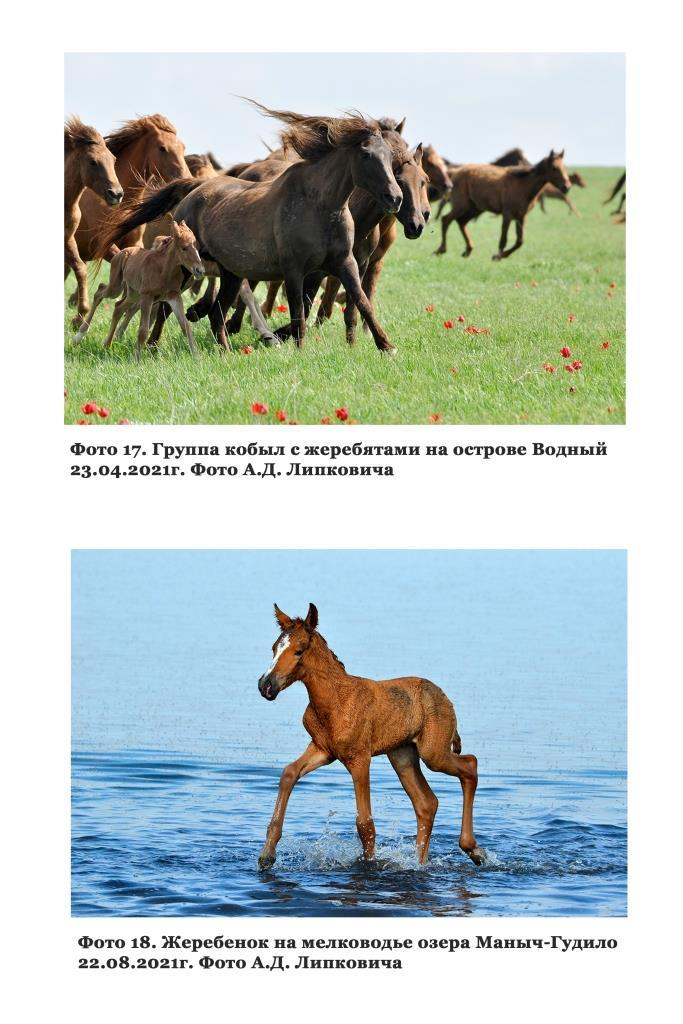 Фото 17. Группа кобыл с жеребятами на острове Водный
23.04.2021г. Фото А.Д. Липковича
Фото 18. Жеребенок на мелководье озера Маныч-Гудило
22.08.2021г. Фото А.Д. Липковича